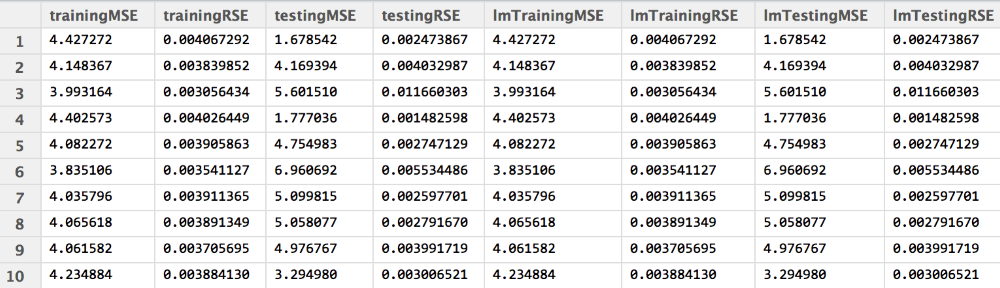 trainingMSE trainingRSE testingMSE testingRSE lmTrainingMSE lmTrainingRSE lmTestingMSE lmTestingRSE
1 4.427272 0.004067292 1.678542 0.002473867 4.427272 0.004067292 1.678542 0.002473867
2 4.148367 0.003839852 4.169394 0.004032987 4.148367 0.003839852 4.169394 0.004032987
3 3.993164 0.003056434 5.601510 0.011660303 3.993164 0.003056434 5.601510 0.011660303
4 4.402573 0.004026449 1.777036 0.001482598 4.402573 0.004026449 1.777036 0.001482598
5 4.082272 0.003905863 4.754983 0.002747129 4.082272 0.003905863 4.754983 0.002747129
6 3.835106 0.003541127 6.960692 0.005534486 3.835106 0.003541127 6.960692 0.005534486
7 4.035796 0.003911365 5.099815 0.002597701 4.035796 0.003911365 5.099815 0.002597701
8 4.065618 0.003891349 5.058077 0.002791670 4.065618 0.003891349 5.058077 0.002791670
9 4.061582 0.003705695 4.976767 0.003991719 4.061582 0.003705695 4.976767 0.003991719
10 4.234884 0.003884130 3.294980 0.003006521 4.234884 0.003884130 3.294980 0.003006521